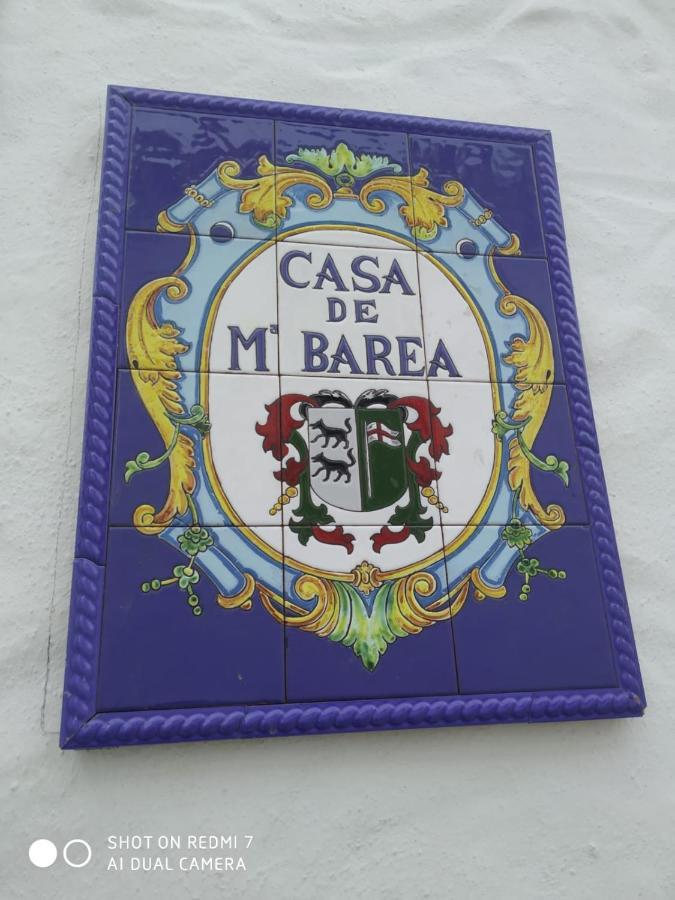 CASA
DE
Mª BAREA
SHOT ON REDMI 7
AI DUAL CAMERA